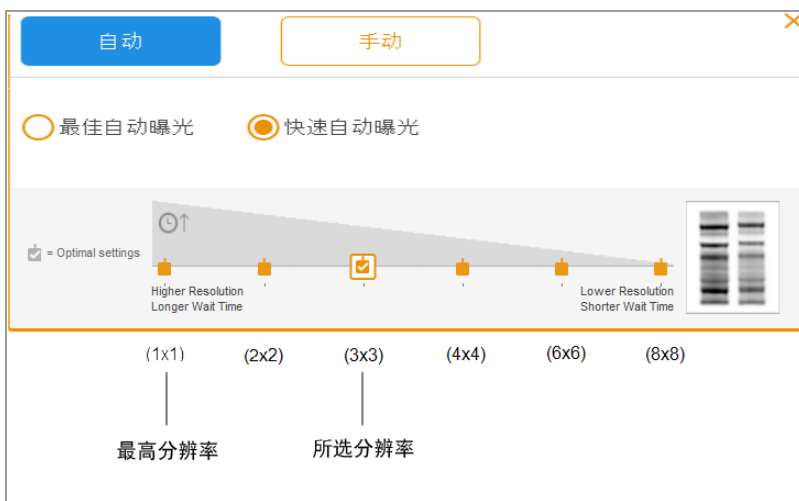 自动 手动
最佳自动曝光 快速自动曝光
= Optimal settings
Higher Resolution
Longer Wait Time
Lower Resolution
Shorter Wait Time
(1x1) (2x2) (3x3) (4x4) (6x6) (8x8)
最高分辨率 所选分辨率